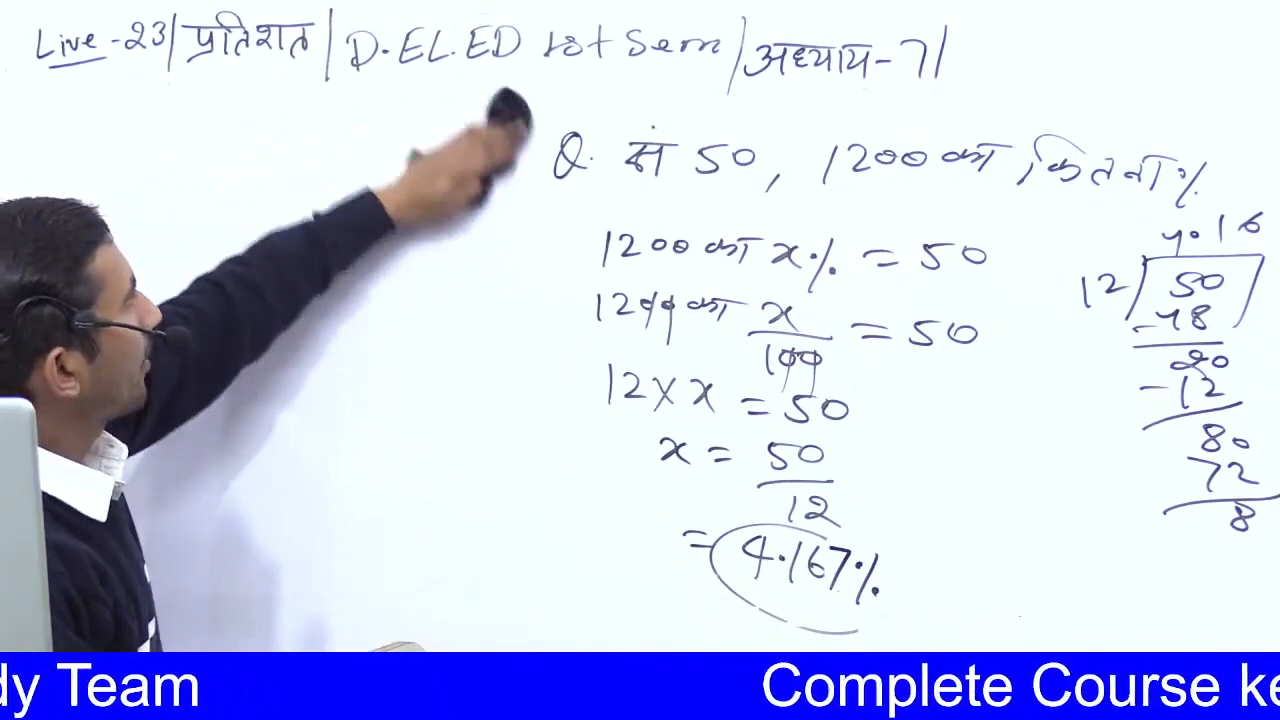 Live-23/प्रतिशत/D.EL.ED 1st Sem/अध्याय-7/
Q. 50, 1200 का कितना %
1200 का x% = 50
1200 का x/100 = 50
12 × x = 50
x = 50/12
= 4.167%
4.16
12 50
-48
20
-12
80
72
8
dy Team
Complete Course ke